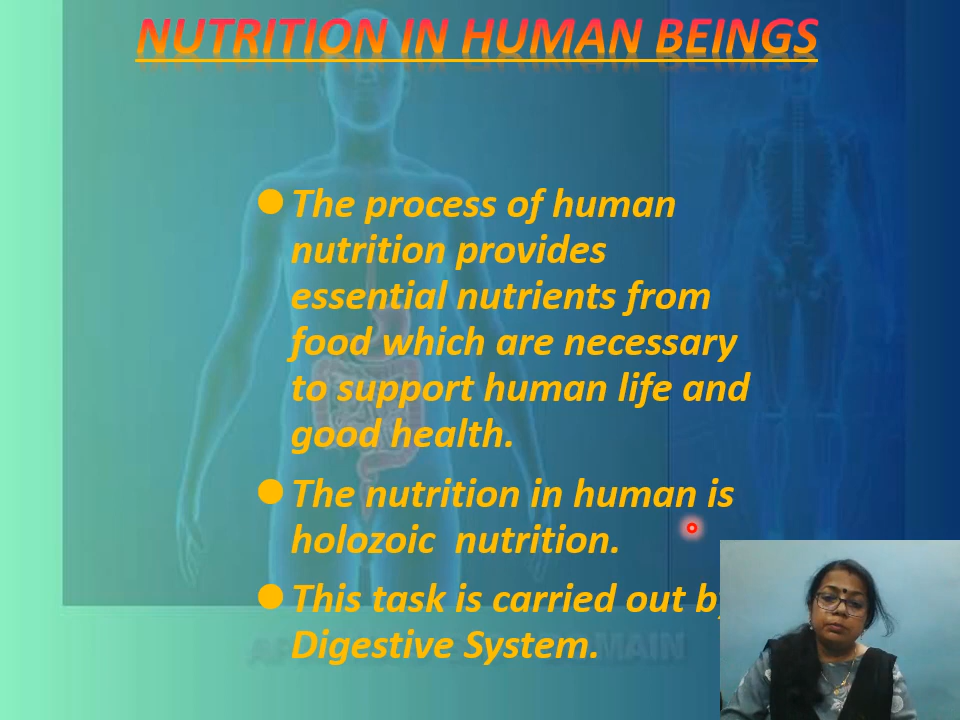 NUTRITION IN HUMAN BEINGS
The process of human
nutrition provides
essential nutrients from
food which are necessary
to support human life and
good health.
The nutrition in human is
holozoic nutrition.
This task is carried out by
Digestive System.
MAIN